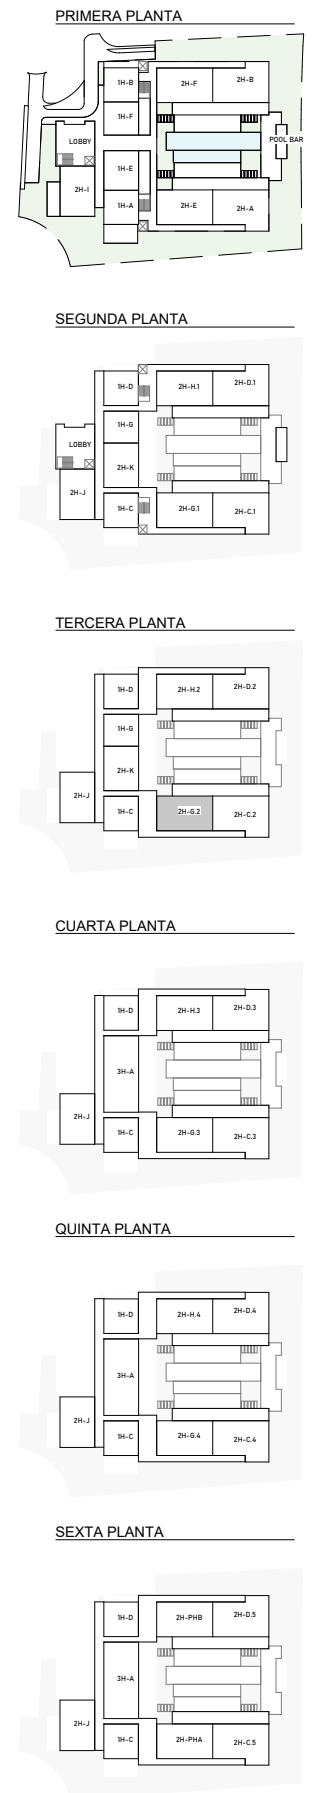 PRIMERA PLANTA
1H-B
2H-F
2H-B
1H-F
LOBBY
POOL BAR
1H-E
2H-I
1H-A
2H-E
2H-A
SEGUNDA PLANTA
1H-D
2H-H.1
2H-D.1
1H-G
LOBBY
2H-K
2H-J
1H-C
2H-G.1
2H-C.1
TERCERA PLANTA
1H-D
2H-H.2
2H-D.2
1H-G
2H-K
2H-J
1H-C
2H-G.2
2H-C.2
CUARTA PLANTA
1H-D
2H-H.3
2H-D.3
3H-A
2H-J
1H-C
2H-G.3
2H-C.3
QUINTA PLANTA
1H-D
2H-H.4
2H-D.4
3H-A
2H-J
1H-C
2H-G.4
2H-C.4
SEXTA PLANTA
1H-D
2H-PHB
2H-D.5
3H-A
2H-J
1H-C
2H-PHA
2H-C.5